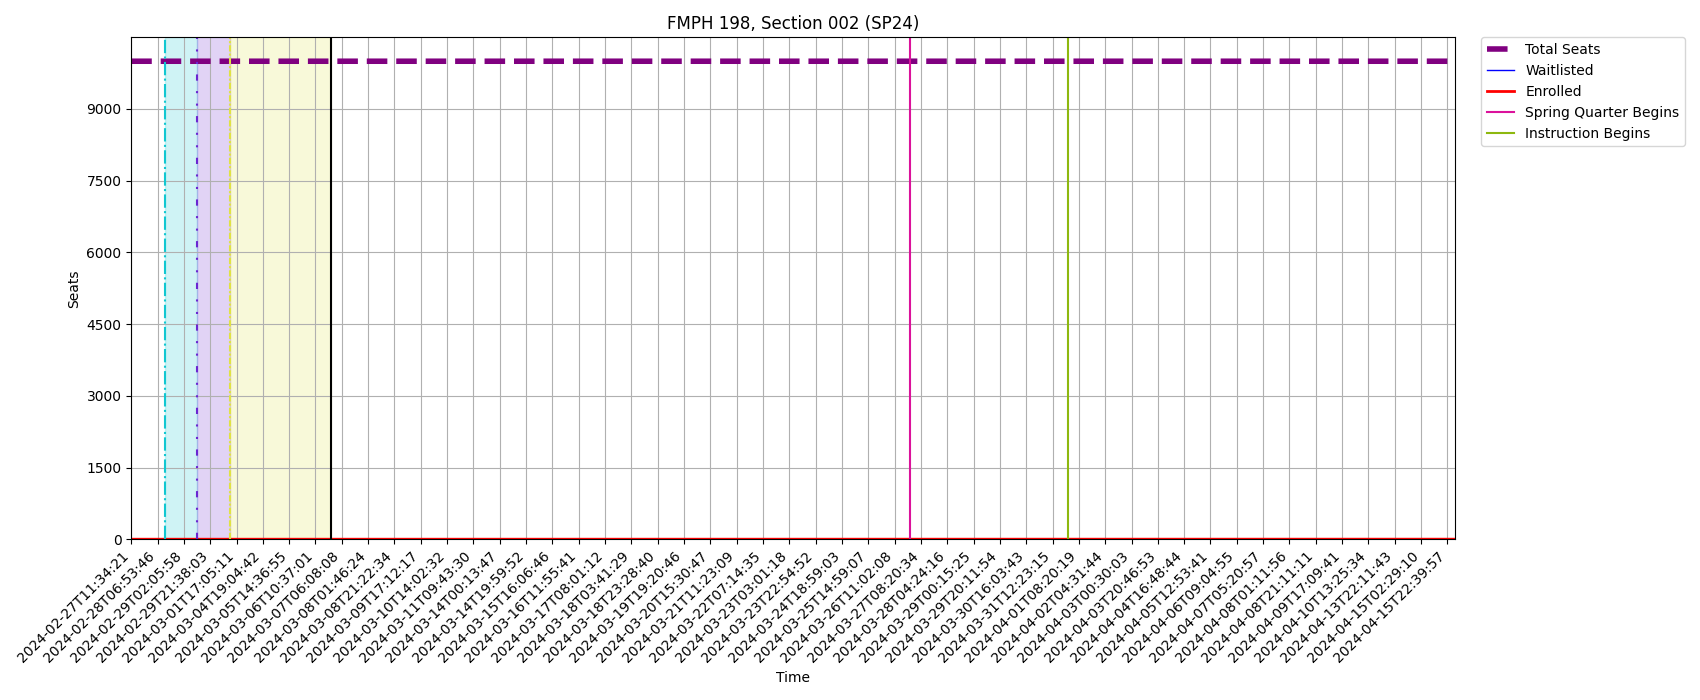 FMPH 198, Section 002 (SP24)
Total Seats
Waitlisted
Enrolled
Spring Quarter Begins
Instruction Begins
Seats
9000
7500
6000
4500
3000
1500
0
2024-02-27T11:34:21
2024-02-28T06:53:46
2024-02-29T02:05:58
2024-02-29T21:38:03
2024-03-01T17:05:11
2024-03-04T19:04:42
2024-03-05T14:36:55
2024-03-06T10:37:01
2024-03-07T06:08:08
2024-03-08T01:46:24
2024-03-08T21:22:34
2024-03-09T17:12:17
2024-03-10T14:02:32
2024-03-11T09:43:30
2024-03-14T00:13:47
2024-03-14T19:59:52
2024-03-15T16:06:46
2024-03-16T11:55:41
2024-03-17T08:01:12
2024-03-18T03:41:29
2024-03-18T23:28:40
2024-03-19T19:20:46
2024-03-20T15:30:47
2024-03-21T11:23:09
2024-03-22T07:14:35
2024-03-23T03:01:18
2024-03-23T22:54:52
2024-03-24T18:59:03
2024-03-25T14:59:07
2024-03-26T11:02:08
2024-03-27T08:20:34
2024-03-28T04:24:16
2024-03-29T00:15:25
2024-03-29T20:11:54
2024-03-30T16:03:43
2024-03-31T12:23:15
2024-04-01T08:20:19
2024-04-02T04:31:44
2024-04-03T00:30:03
2024-04-03T20:46:53
2024-04-04T16:48:44
2024-04-05T12:53:41
2024-04-06T09:04:55
2024-04-07T05:20:57
2024-04-08T01:11:56
2024-04-08T21:11:11
2024-04-09T17:09:41
2024-04-10T13:25:34
2024-04-13T22:11:43
2024-04-15T02:29:10
2024-04-15T22:39:57
Time